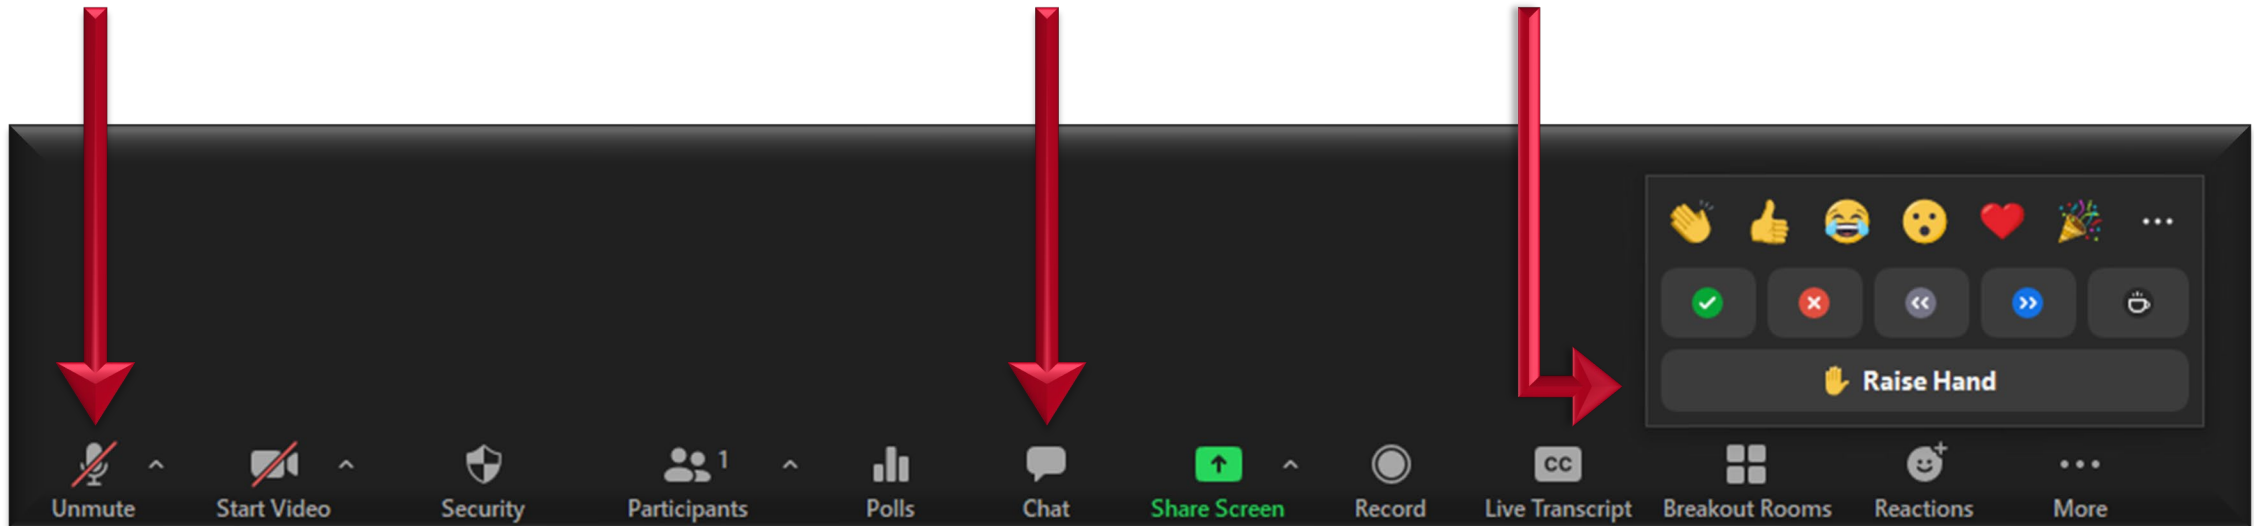 Raise Hand
1
CC
Unmute Start Video Security Participants Polls Chat Share Screen Record Live Transcript Breakout Rooms Reactions More